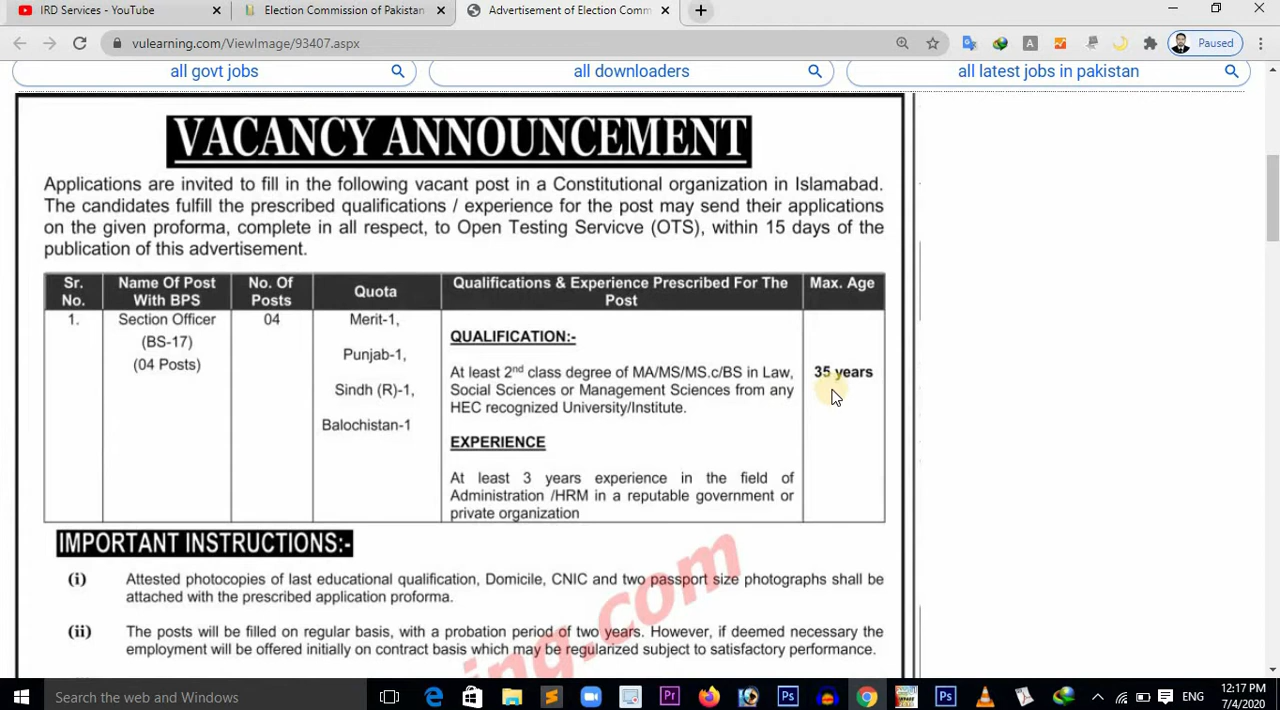 IRD Services - YouTube
Election Commission of Pakistan
Advertisement of Election Comm
vulearning.com/ViewImage/93407.aspx
Paused
all govt jobs
all downloaders
all latest jobs in pakistan
VACANCY ANNOUNCEMENT
Applications are invited to fill in the following vacant post in a Constitutional organization in Islamabad.
The candidates fulfill the prescribed qualifications / experience for the post may send their applications
on the given proforma, complete in all respect, to Open Testing Servicve (OTS), within 15 days of the
publication of this advertisement.
Sr. No.
Name Of Post With BPS
No. Of Posts
Quota
Qualifications & Experience Prescribed For The Post
Max. Age
1.
Section Officer
(BS-17)
(04 Posts)
04
Merit-1,
Punjab-1,
Sindh (R)-1,
Balochistan-1
QUALIFICATION:-
At least 2nd class degree of MA/MS/MS.c/BS in Law,
Social Sciences or Management Sciences from any
HEC recognized University/Institute.
EXPERIENCE
At least 3 years experience in the field of
Administration /HRM in a reputable government or
private organization
35 years
IMPORTANT INSTRUCTIONS:-
(i) Attested photocopies of last educational qualification, Domicile, CNIC and two passport size photographs shall be
attached with the prescribed application proforma.
(ii) The posts will be filled on regular basis, with a probation period of two years. However, if deemed necessary the
employment will be offered initially on contract basis which may be regularized subject to satisfactory performance.
ing.com
Search the web and Windows
ENG
12:17 PM
7/4/2020